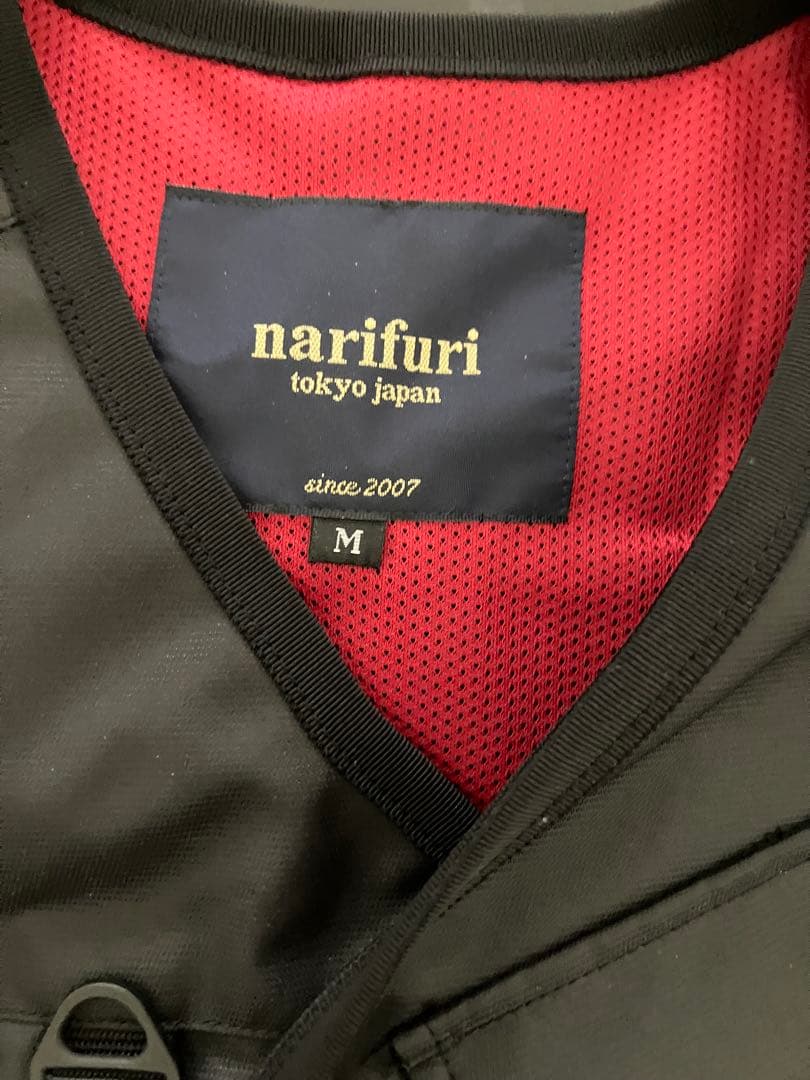 narifuri
tokyo japan
since 2007
M